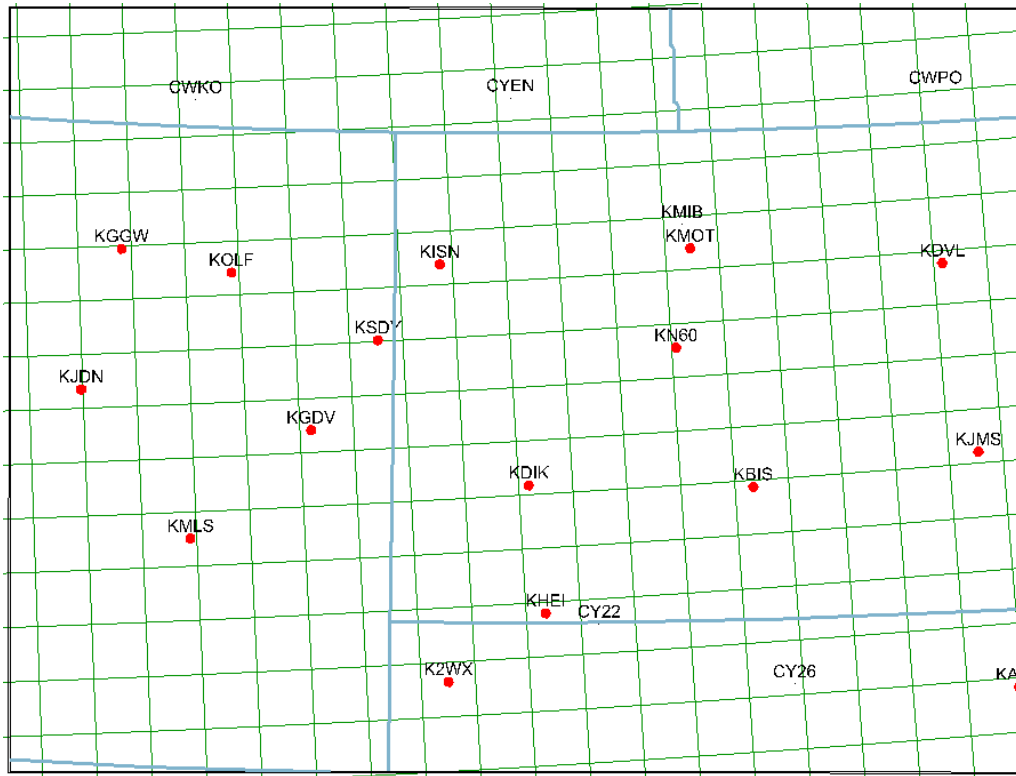 CWKO
CYEN
CWPO
KMIB
KGGW
KMOT
KOLF
KISN
KDVL
KSDY
KN60
KJDN
KGDV
KJMS
KDIK
KBIS
KMLS
KHEI
CY22
K2WX
CY26
KA